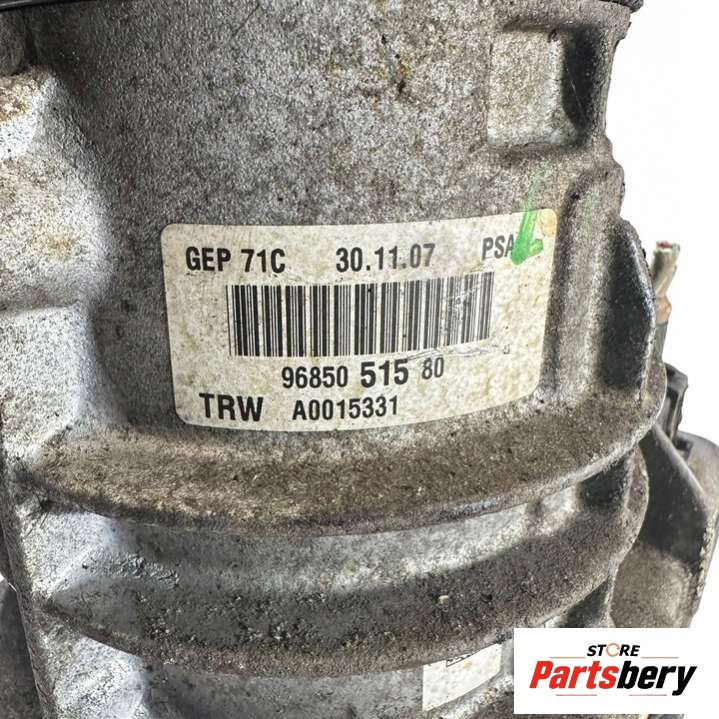 GEP 71C 30.11.07 PSA
96850 515 80
TRW A0015331
STORE
Partsbery